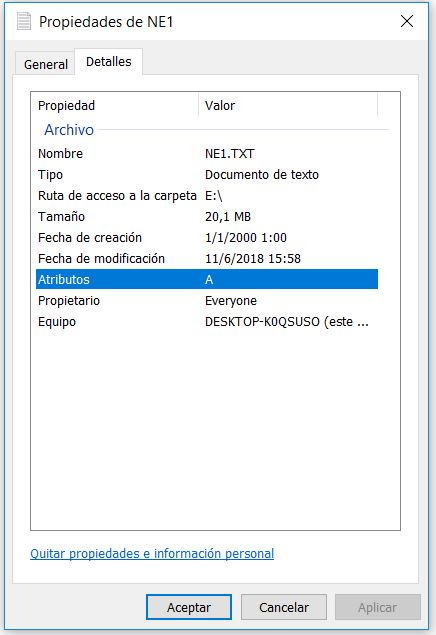 Propiedades de NE1
General Detalles
Propiedad Valor
Archivo
Nombre NE1.TXT
Tipo Documento de texto
Ruta de acceso a la carpeta E:\
Tamaño 20,1 MB
Fecha de creación 1/1/2000 1:00
Fecha de modificación 11/6/2018 15:58
Atributos A
Propietario Everyone
Equipo DESKTOP-K0QSUSO (este ...
Quitar propiedades e información personal
Aceptar Cancelar Aplicar